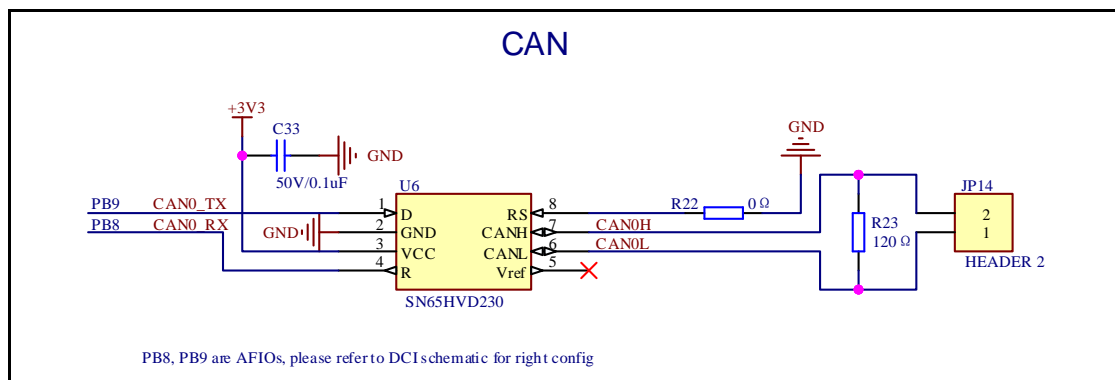 CAN
+3V3
C33
GND
GND
50V/0.1uF
U6
JP14
PB9 CAN0_TX
1 D
RS 8
R22
0Ω
2
PB8 CAN0_RX
GND
2 GND
CANH 7
CAN0H
R23
1
3 VCC
CANL 6
CAN0L
120Ω
4 R
Vref 5
HEADER 2
SN65HVD230
PB8, PB9 are AFIOs, please refer to DCI schematic for right config